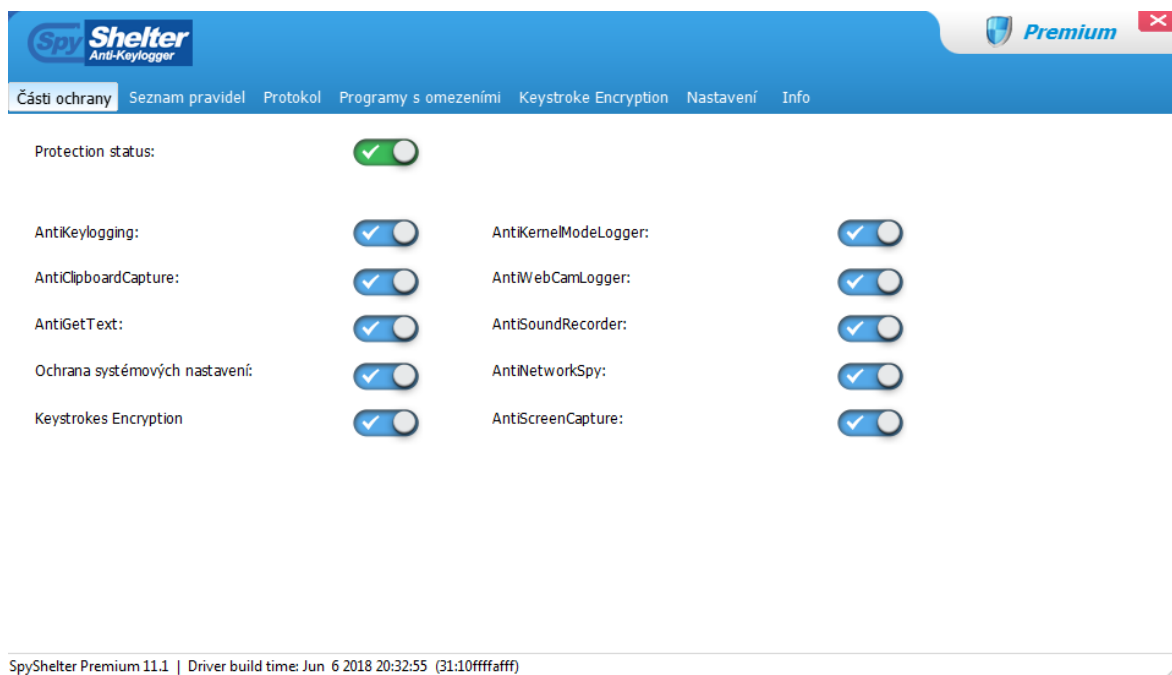 Spy Shelter
Anti-Keylogger
Premium
Části ochrany Seznam pravidel Protokol Programy s omezeními Keystroke Encryption Nastavení Info
Protection status:
AntiKeylogging: AntiKernelModeLogger:
AntiClipboardCapture: AntiWebCamLogger:
AntiGetText: AntiSoundRecorder:
Ochrana systémových nastavení: AntiNetworkSpy:
Keystrokes Encryption AntiScreenCapture:
SpyShelter Premium 11.1 | Driver build time: Jun 6 2018 20:32:55 (31:10ffffafff)